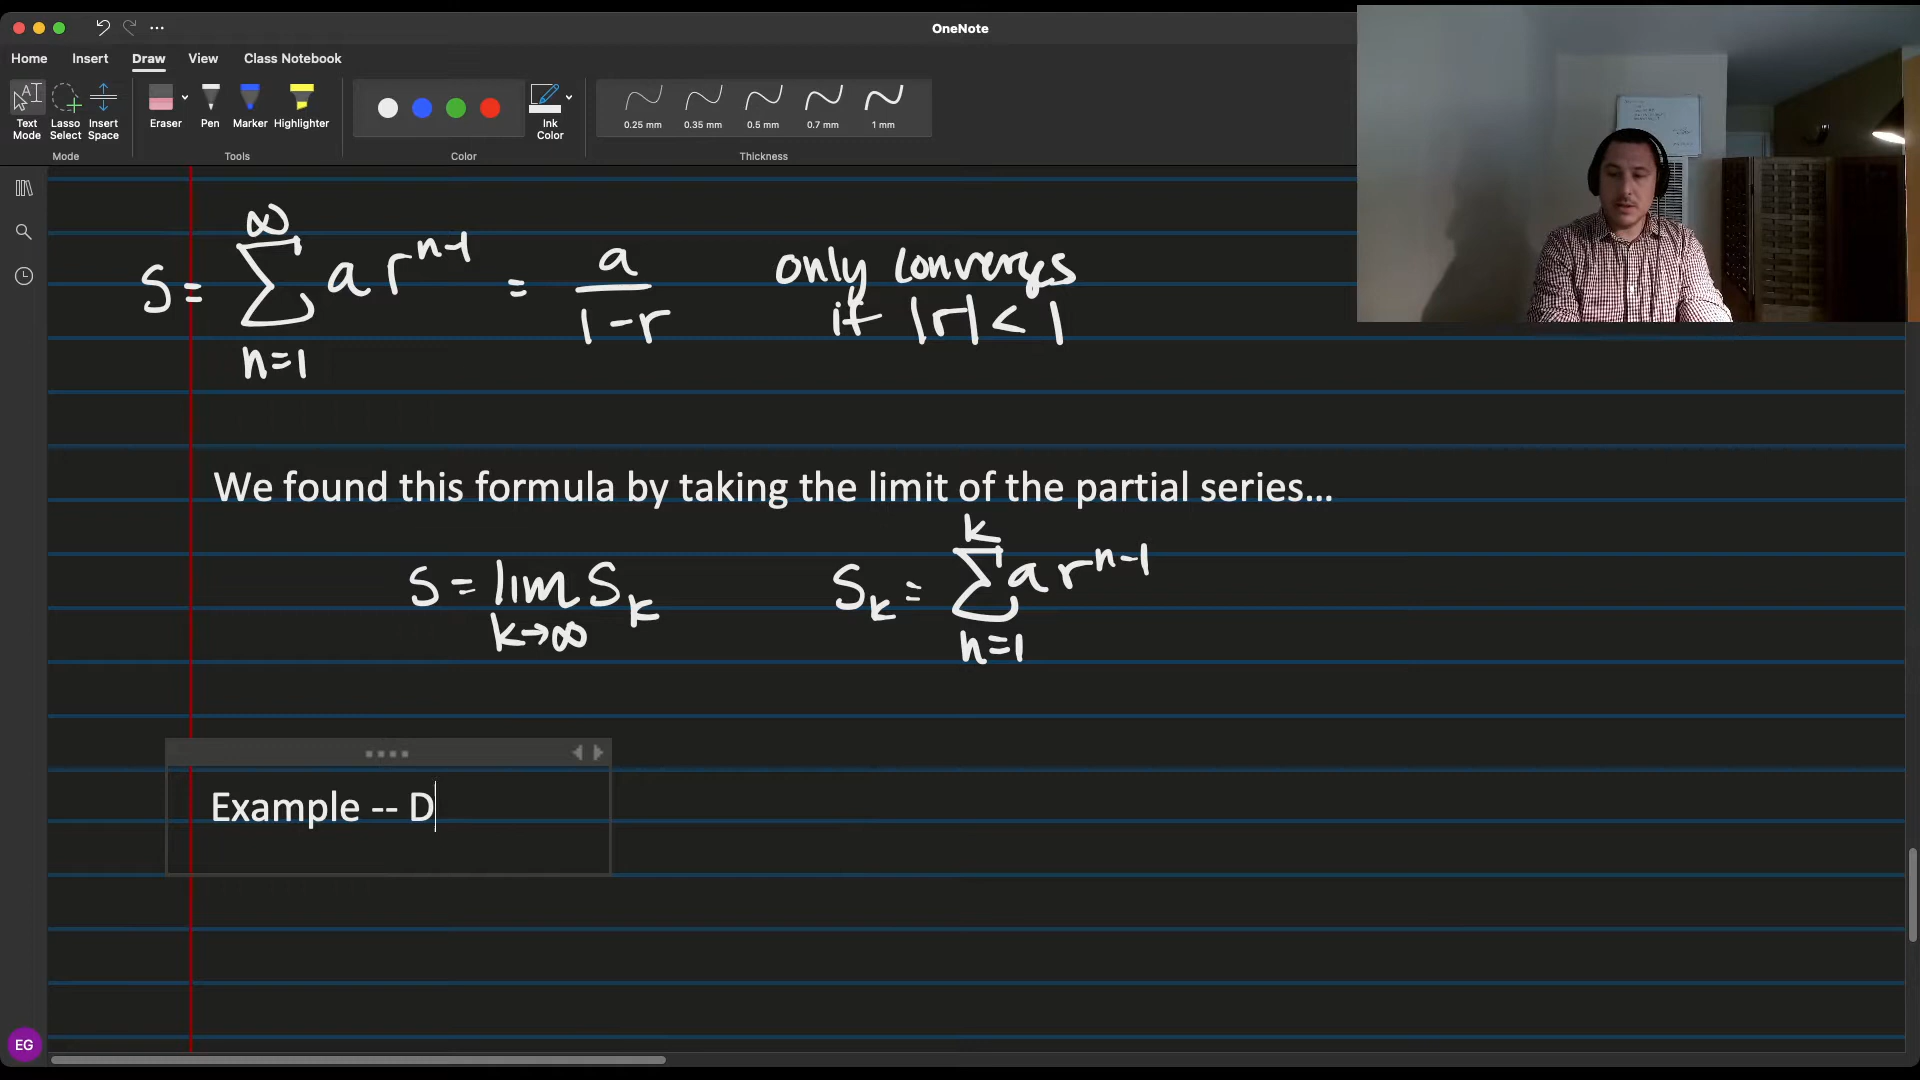 OneNote
Home Insert Draw View Class Notebook
Text Mode
Lasso Select
Insert Space
Eraser
Pen
Marker
Highlighter
Ink Color
0.25 mm
0.35 mm
0.5 mm
0.7 mm
1 mm
Mode
Tools
Color
Thickness
S = ∞ ∑ n=1 a r^{n-1} = a/(1-r) only converges if |r| < 1
We found this formula by taking the limit of the partial series...
S = lim k→∞ S_k S_k = k ∑ n=1 a r^{n-1}
Example -- D
EG